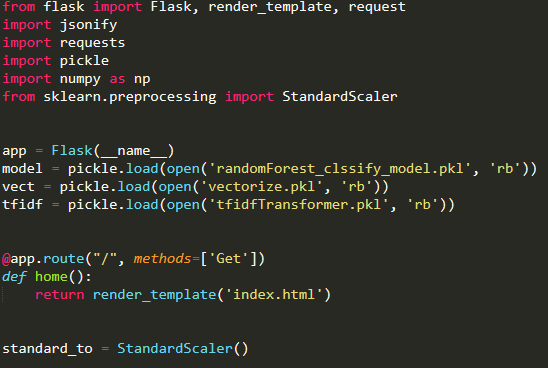 from flask import Flask, render_template, request
import jsonify
import requests
import pickle
import numpy as np
from sklearn.preprocessing import StandardScaler
app = Flask(__name__)
model = pickle.load(open('randomForest_clssify_model.pkl', 'rb'))
vect = pickle.load(open('vectorize.pkl', 'rb'))
tfidf = pickle.load(open('tfidfTransformer.pkl', 'rb'))
@app.route("/", methods=['Get'])
def home():
    return render_template('index.html')
standard_to = StandardScaler()